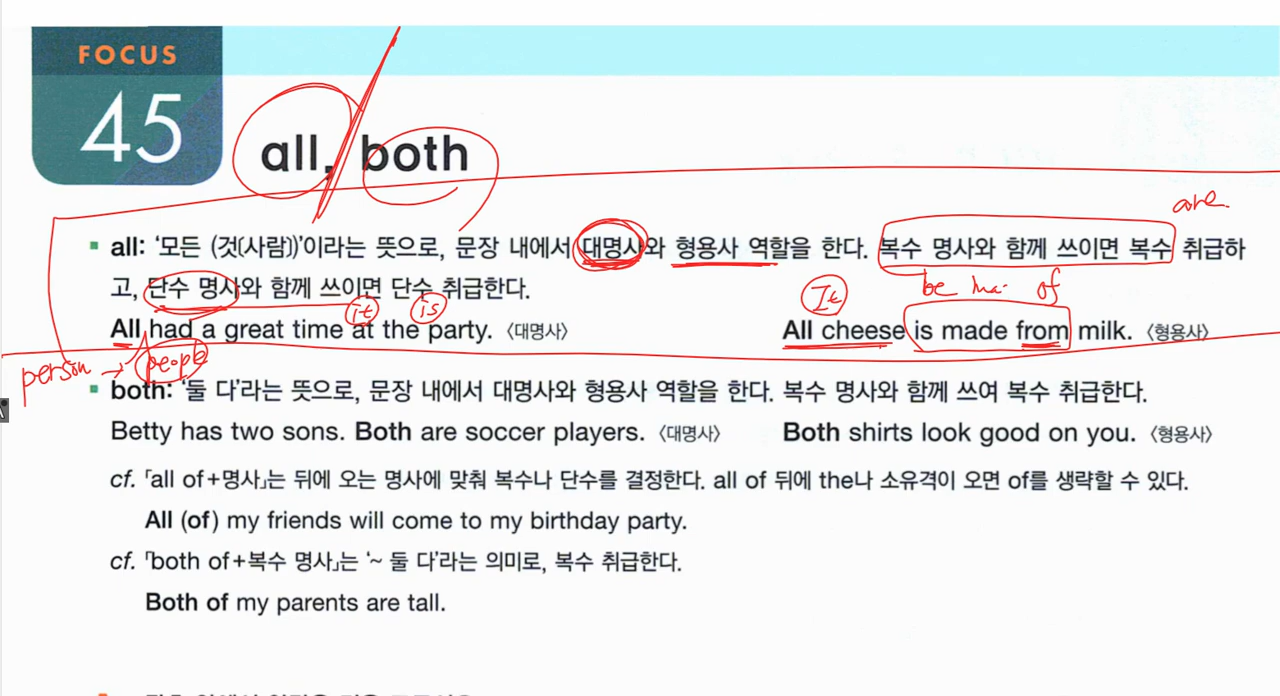 FOCUS
45
all, both
are
▪ all: ‘모든 (것(사람))’이라는 뜻으로, 문장 내에서 대명사와 형용사 역할을 한다. 복수 명사와 함께 쓰이면 복수 취급하
고, 단수 명사와 함께 쓰이면 단수 취급한다.
it is It be of
All had a great time at the party. 〈대명사〉 All cheese is made from milk. 〈형용사〉
person → people
▪ both: ‘둘 다’라는 뜻으로, 문장 내에서 대명사와 형용사 역할을 한다. 복수 명사와 함께 쓰여 복수 취급한다.
Betty has two sons. Both are soccer players. 〈대명사〉 Both shirts look good on you. 〈형용사〉
cf. 「all of+명사」는 뒤에 오는 명사에 맞춰 복수나 단수를 결정한다. all of 뒤에 the나 소유격이 오면 of를 생략할 수 있다.
All (of) my friends will come to my birthday party.
cf. 「both of+복수 명사」는 ‘~ 둘 다’라는 의미로, 복수 취급한다.
Both of my parents are tall.